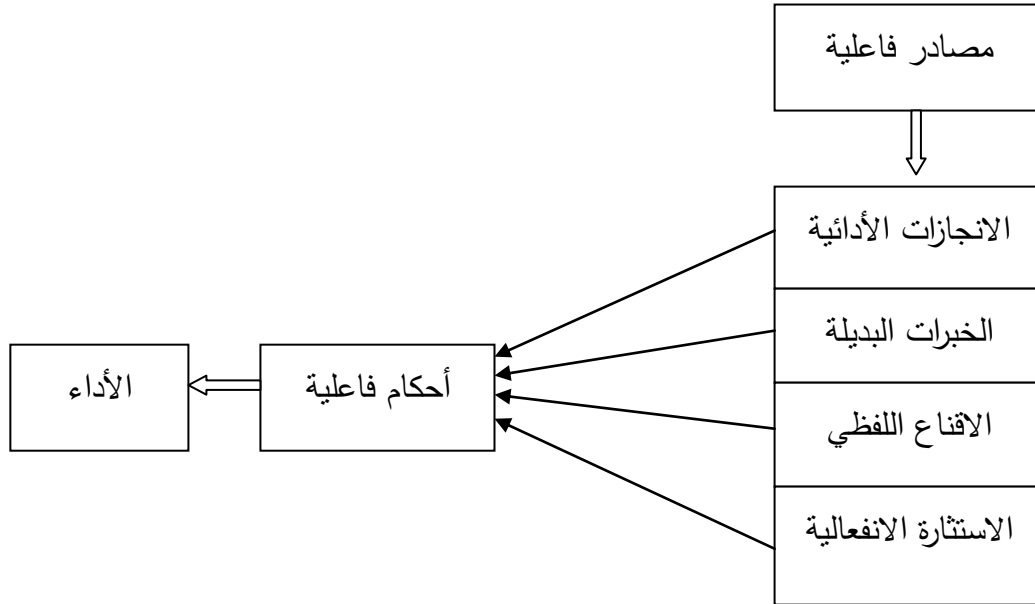 مصادر فاعلية
الانجازات الأدائية
الخبرات البديلة
الاقناع اللفظي
الاستثارة الانفعالية
أحكام فاعلية
الأداء